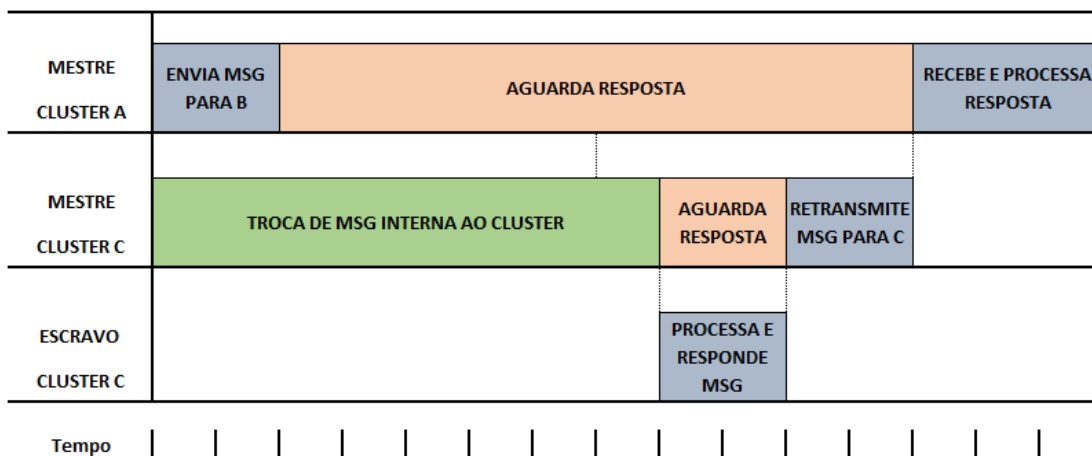 MESTRE
CLUSTER A
ENVIA MSG
PARA B
AGUARDA RESPOSTA
RECEBE E PROCESSA
RESPOSTA
MESTRE
CLUSTER C
TROCA DE MSG INTERNA AO CLUSTER
AGUARDA
RESPOSTA
RETRANSMITE
MSG PARA C
ESCRAVO
CLUSTER C
PROCESSA E
RESPONDE
MSG
Tempo